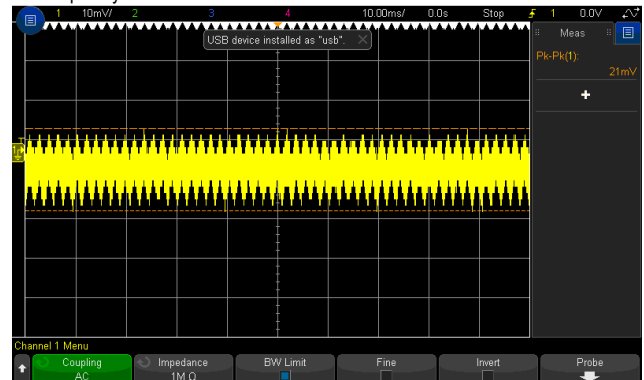 1 10mV/ 2 3 4 10.00ms/ 0.0s Stop 1 0.0V
USB device installed as "usb".
Meas
Pk-Pk(1):
21mV
Channel 1 Menu
Coupling Impedance BW Limit Fine Invert Probe
AC 1M Ω